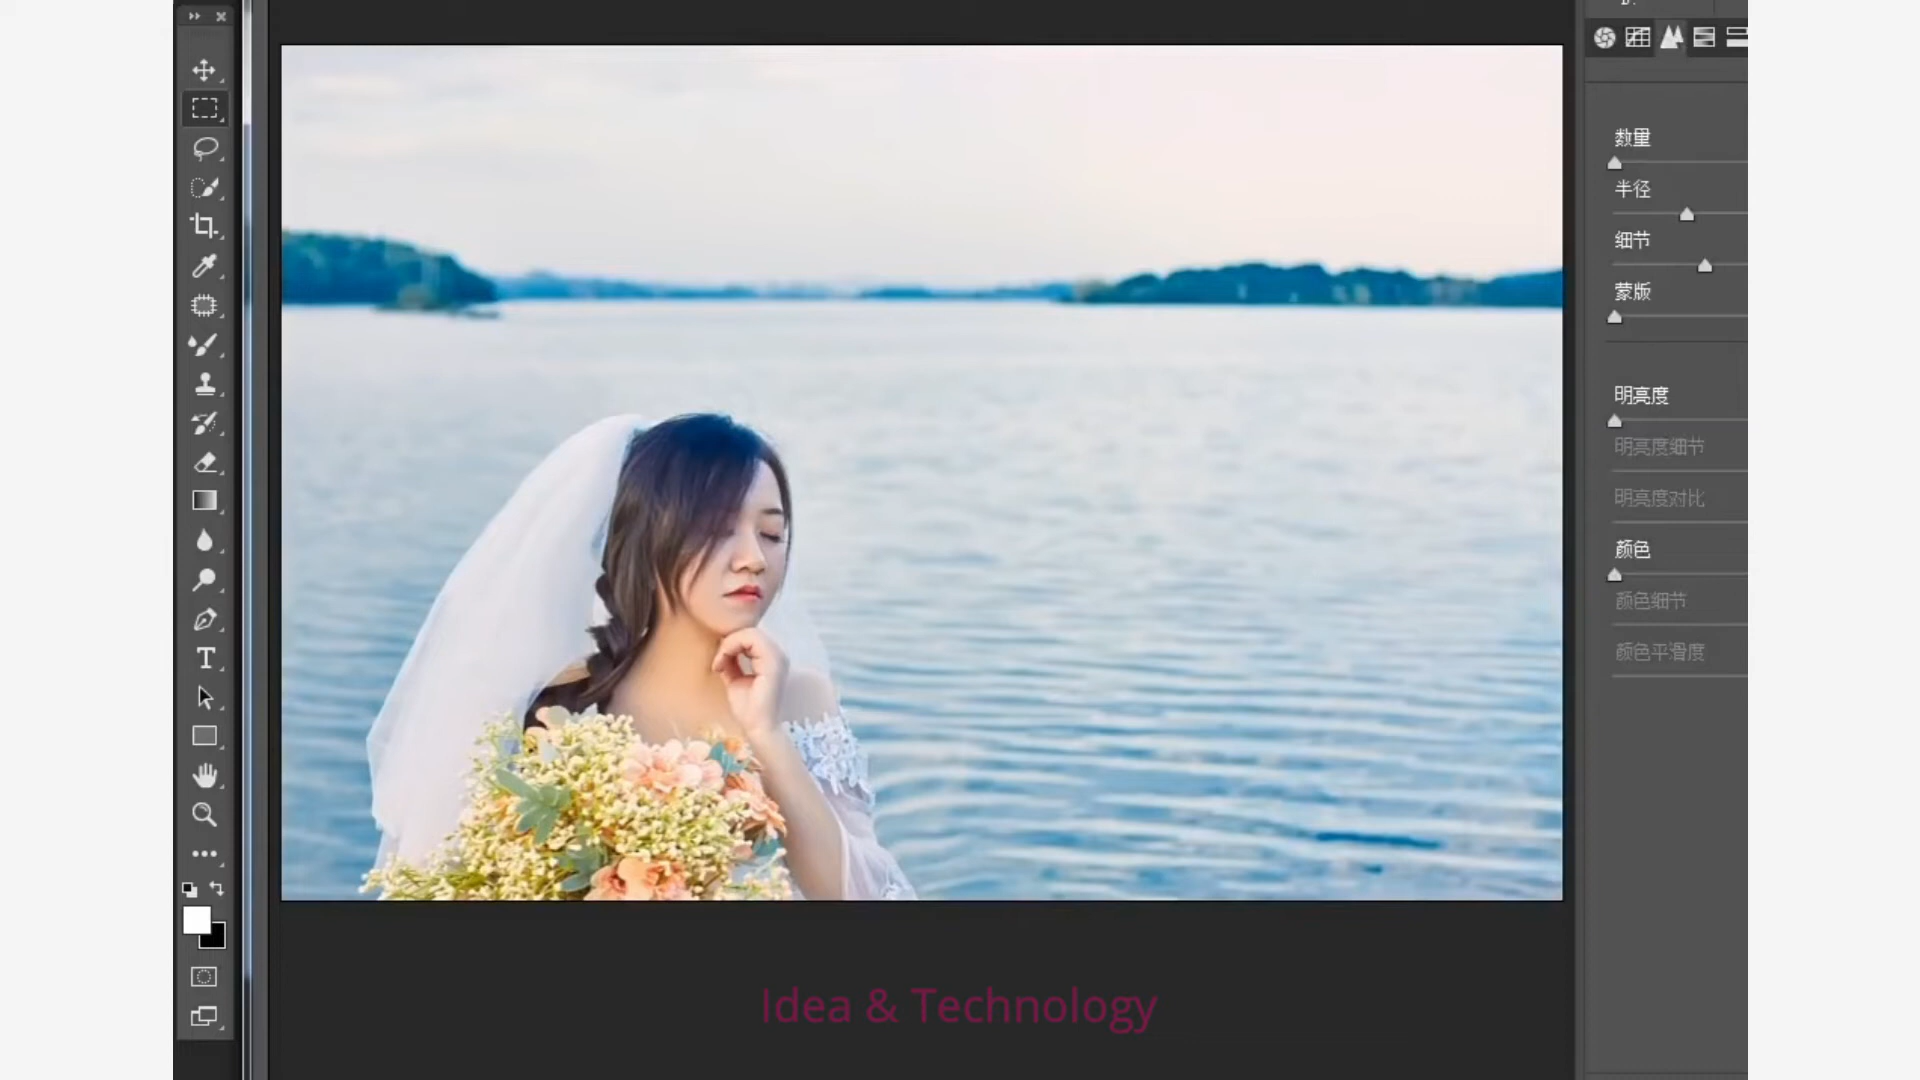 数量
半径
细节
蒙版
明亮度
明亮度细节
明亮度对比
颜色
颜色细节
颜色平滑度
Idea & Technology